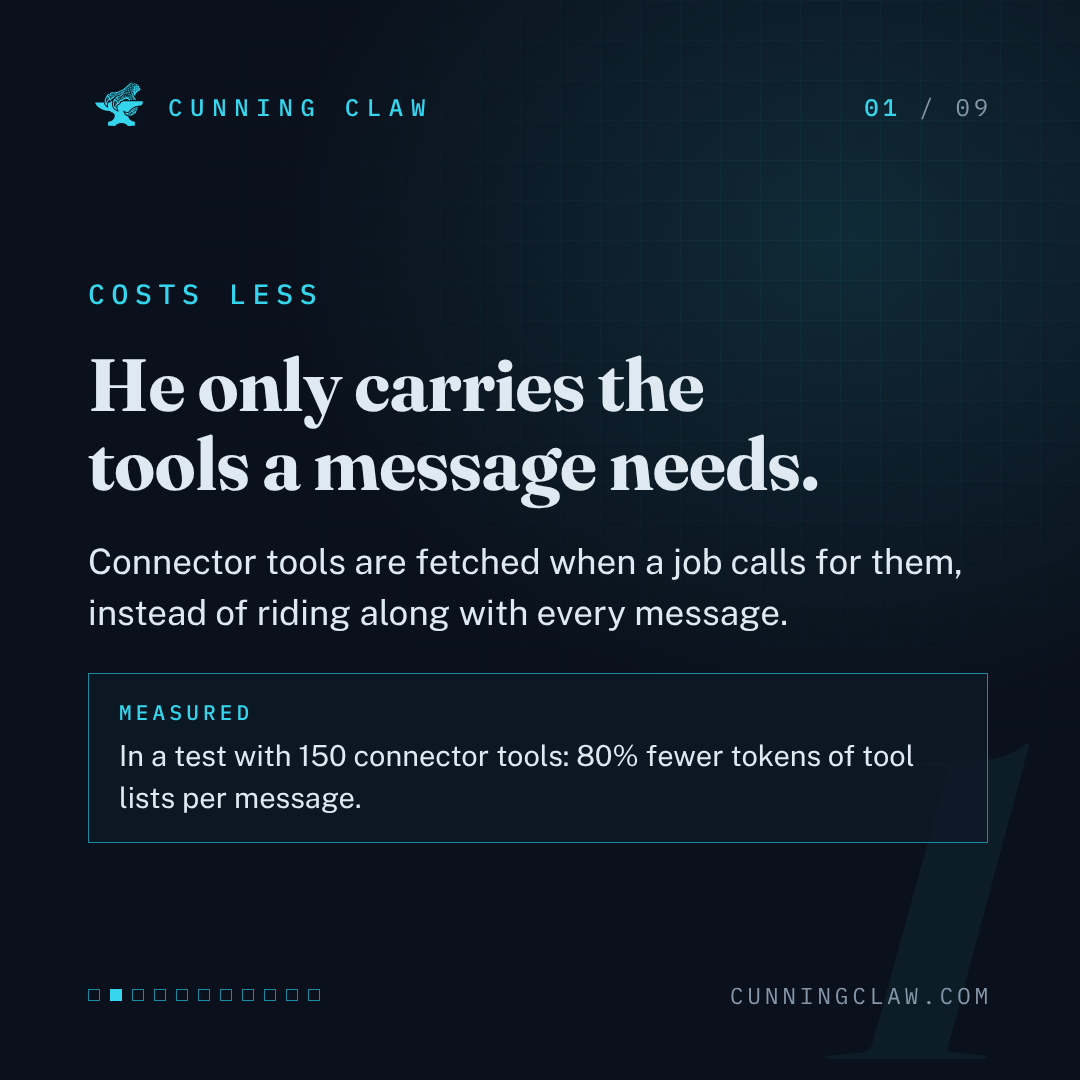 CUNNING CLAW
01 / 09
COSTS LESS
He only carries the
tools a message needs.
Connector tools are fetched when a job calls for them,
instead of riding along with every message.
MEASURED
In a test with 150 connector tools: 80% fewer tokens of tool
lists per message.
1
CUNNINGCLAW.COM